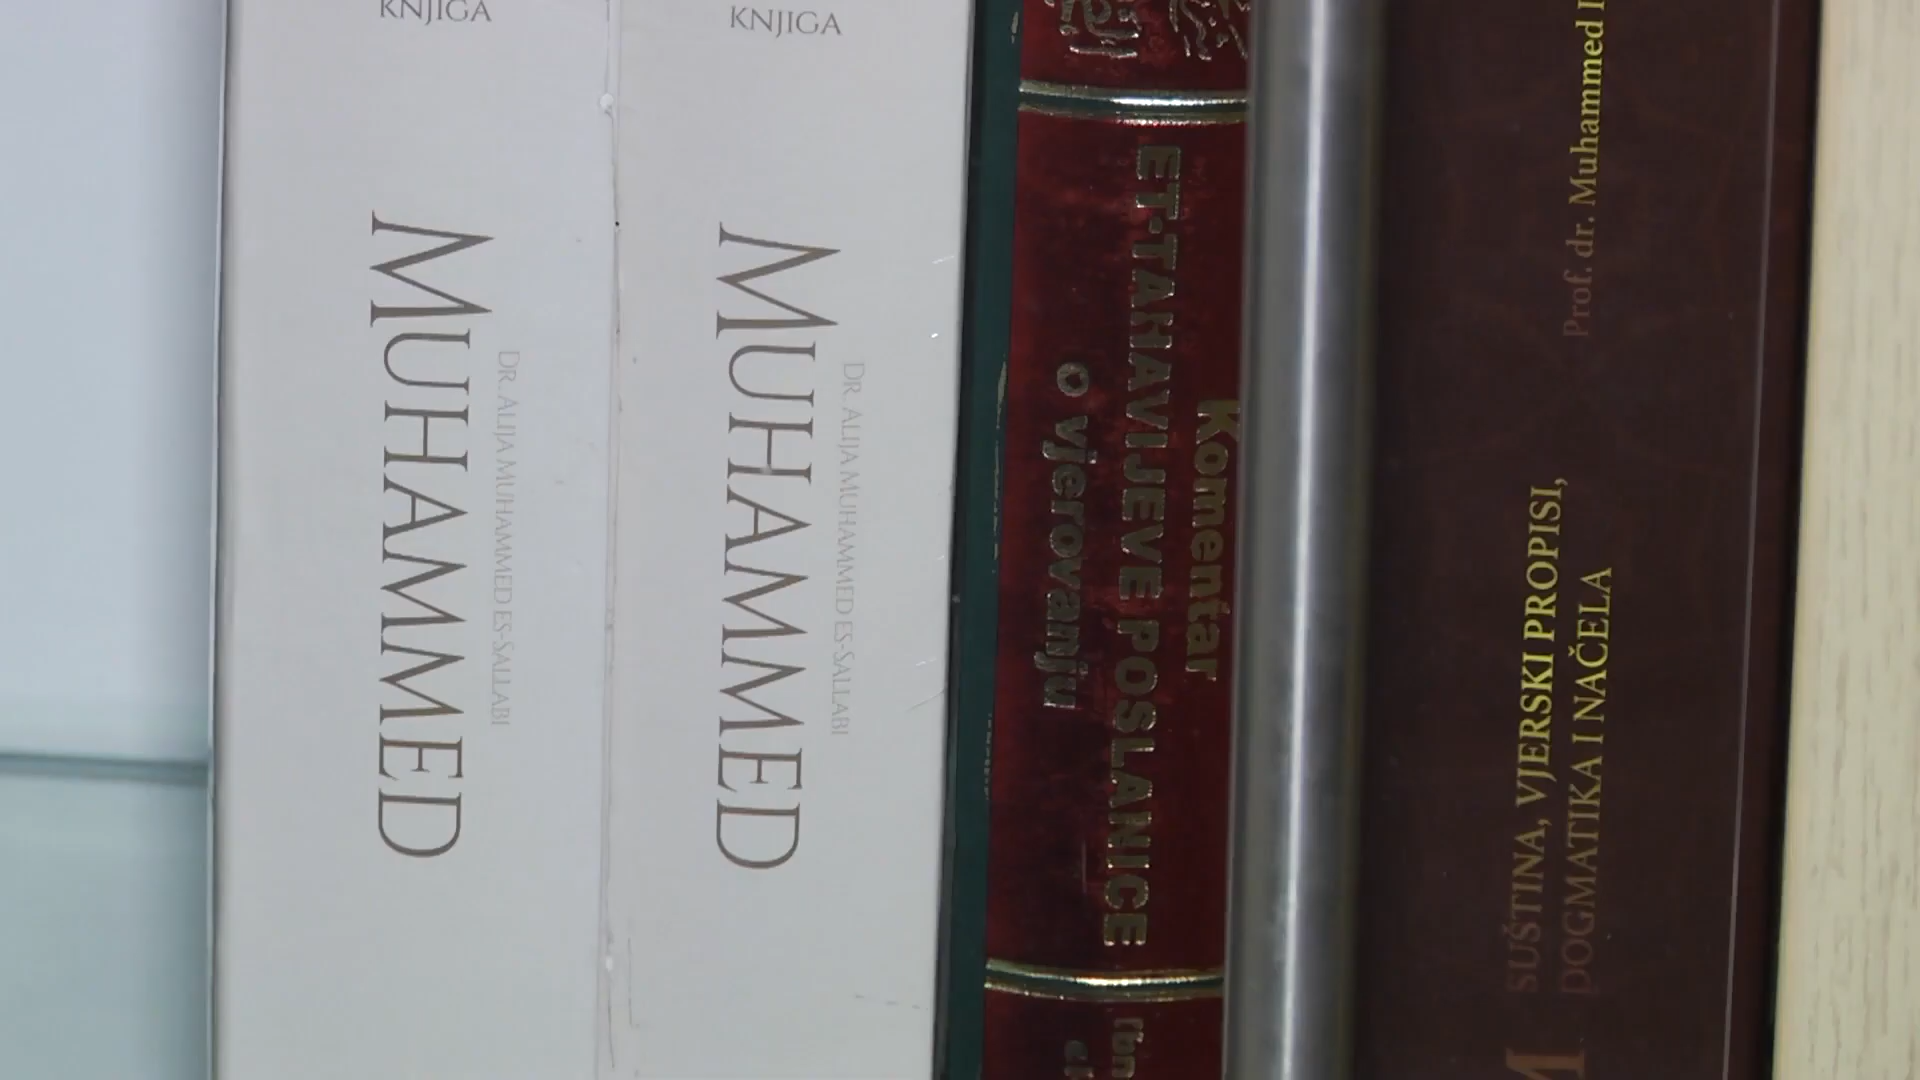 KNJIGA
MUHAMMED
DR. ALIJA MUHAMMED ES-SALLABI
KNJIGA
MUHAMMED
DR. ALIJA MUHAMMED ES-SALLABI
Komentar
ET-TAHAVIJEVE POSLANICE
o vjerovanju
Prof. dr. Muhammed
SUŠTINA, VJERSKI PROPISI,
DOGMATIKA I NAČELA